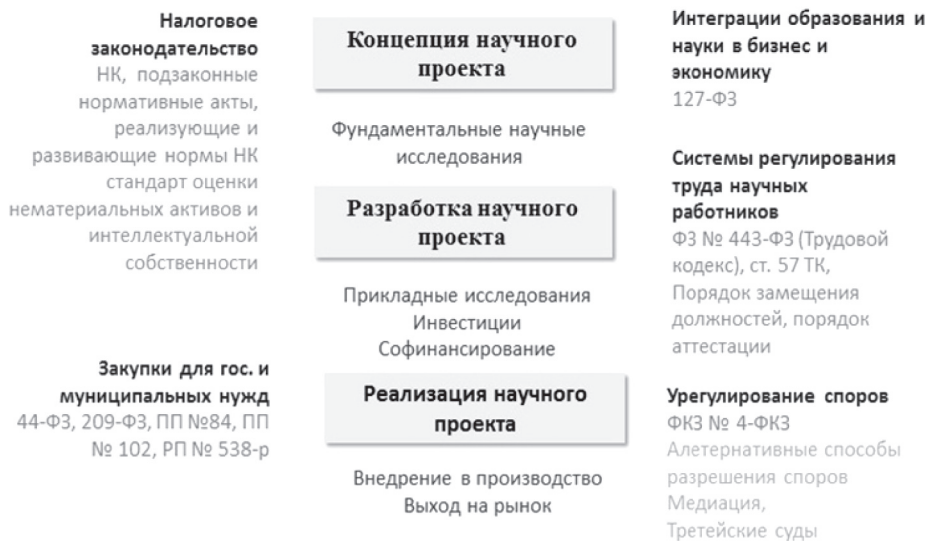 Налоговое
законодательство
НК, подзаконные
нормативные акты,
реализующие и
развивающие нормы НК
стандарт оценки
нематериальных активов и
интеллектуальной
собственности
Закупки для гос. и
муниципальных нужд
44-ФЗ, 209-ФЗ, ПП №84, ПП
№ 102, РП № 538-р
Концепция научного
проекта
Фундаментальные научные
исследования
Разработка научного
проекта
Прикладные исследования
Инвестиции
Софинансирование
Реализация научного
проекта
Внедрение в производство
Выход на рынок
Интеграции образования и
науки в бизнес и
экономику
127-ФЗ
Системы регулирования
труда научных
работников
ФЗ № 443-ФЗ (Трудовой
кодекс), ст. 57 ТК,
Порядок замещения
должностей, порядок
аттестации
Урегулирование споров
ФКЗ № 4-ФКЗ
Алетернативные способы
разрешения споров
Медиация,
Третейские суды